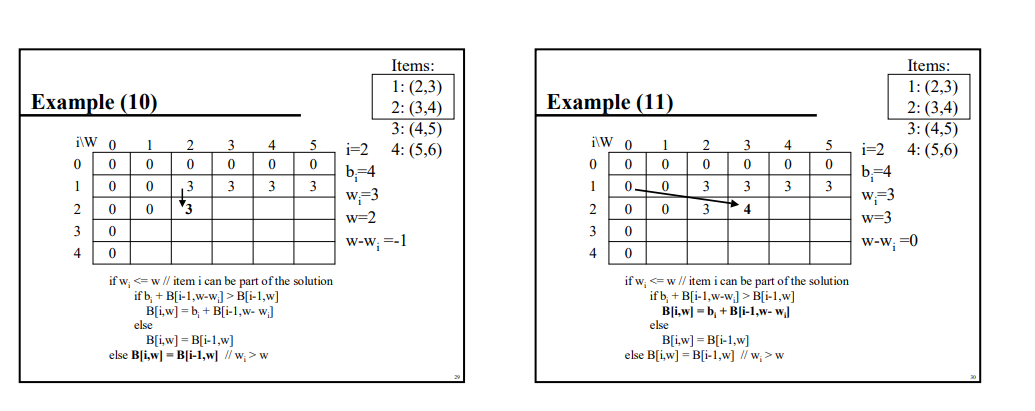 Items:
1: (2,3)
Example (10)
2: (3,4)
3: (4,5)
4: (5,6)
i\W 0 1 2 3 4 5
0 0 0 0 0 0 0
1 0 0 3 3 3 3
2 0 0 3
3 0
4 0
i=2
bi=4
wi=3
w=2
w-wi =-1
if wi <= w // item i can be part of the solution
if bi + B[i-1,w-wi] > B[i-1,w]
B[i,w] = bi + B[i-1,w- wi]
else
B[i,w] = B[i-1,w]
else B[i,w] = B[i-1,w] // wi > w
29
Items:
1: (2,3)
Example (11)
2: (3,4)
3: (4,5)
4: (5,6)
i\W 0 1 2 3 4 5
0 0 0 0 0 0 0
1 0 0 3 3 3 3
2 0 0 3 4
3 0
4 0
i=2
bi=4
wi=3
w=3
w-wi =0
if wi <= w // item i can be part of the solution
if bi + B[i-1,w-wi] > B[i-1,w]
B[i,w] = bi + B[i-1,w- wi]
else
B[i,w] = B[i-1,w]
else B[i,w] = B[i-1,w] // wi > w
30